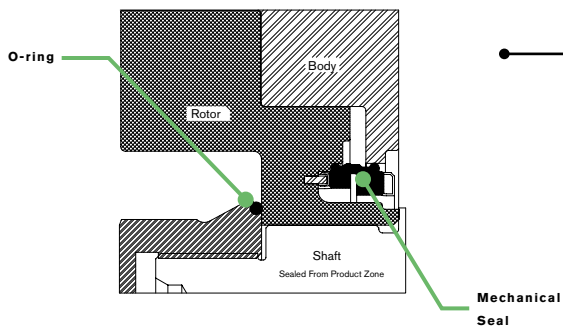 O-ring
Body
Rotor
Shaft
Sealed From Product Zone
Mechanical
Seal